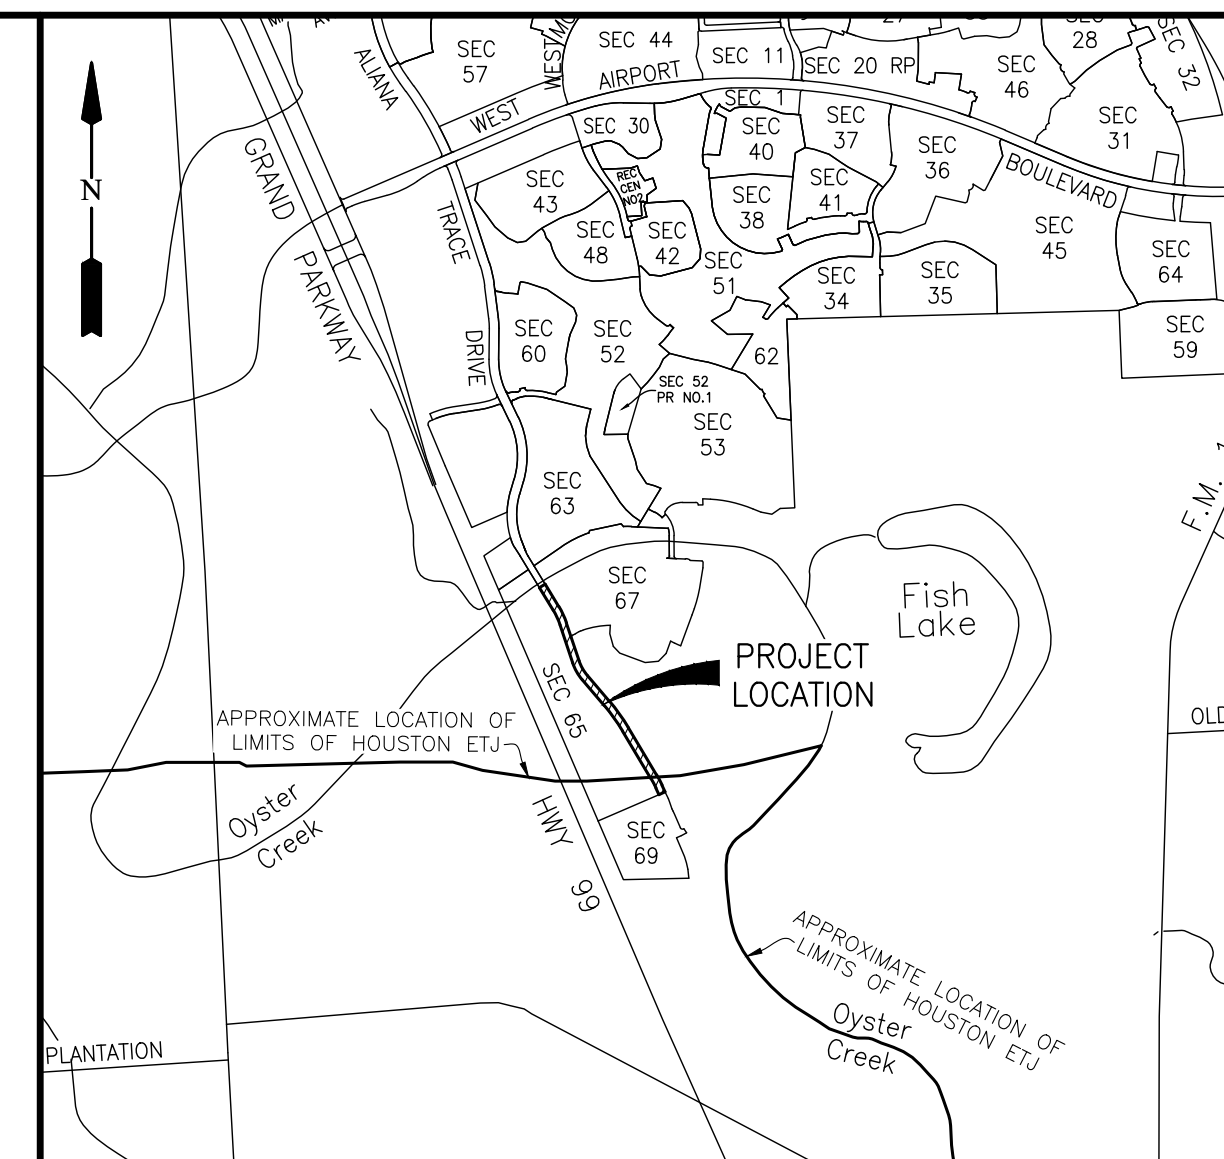 SEC
57
SEC 44
SEC 11
SEC 20 RP
SEC
46
SEC
28
SEC 32
ALIANA
WEST
AIRPORT
SEC 1
SEC 30
SEC
40
SEC
37
SEC
36
SEC
31
BOULEVARD
GRAND
N
REC
CEN
NO2
SEC
43
SEC
38
SEC
41
TRACE
SEC
48
SEC
42
SEC
51
SEC
45
SEC
64
SEC
34
SEC
35
PARKWAY
SEC
59
DRIVE
SEC
60
SEC
52
62
SEC 52
PR NO.1
SEC
53
SEC
63
F.M.
SEC
67
Fish
Lake
PROJECT
LOCATION
SEC 65
APPROXIMATE LOCATION OF
LIMITS OF HOUSTON ETJ
OLD
Oyster
Creek
HWY
99
SEC
69
APPROXIMATE LOCATION OF
LIMITS OF HOUSTON ETJ
Oyster
Creek
PLANTATION